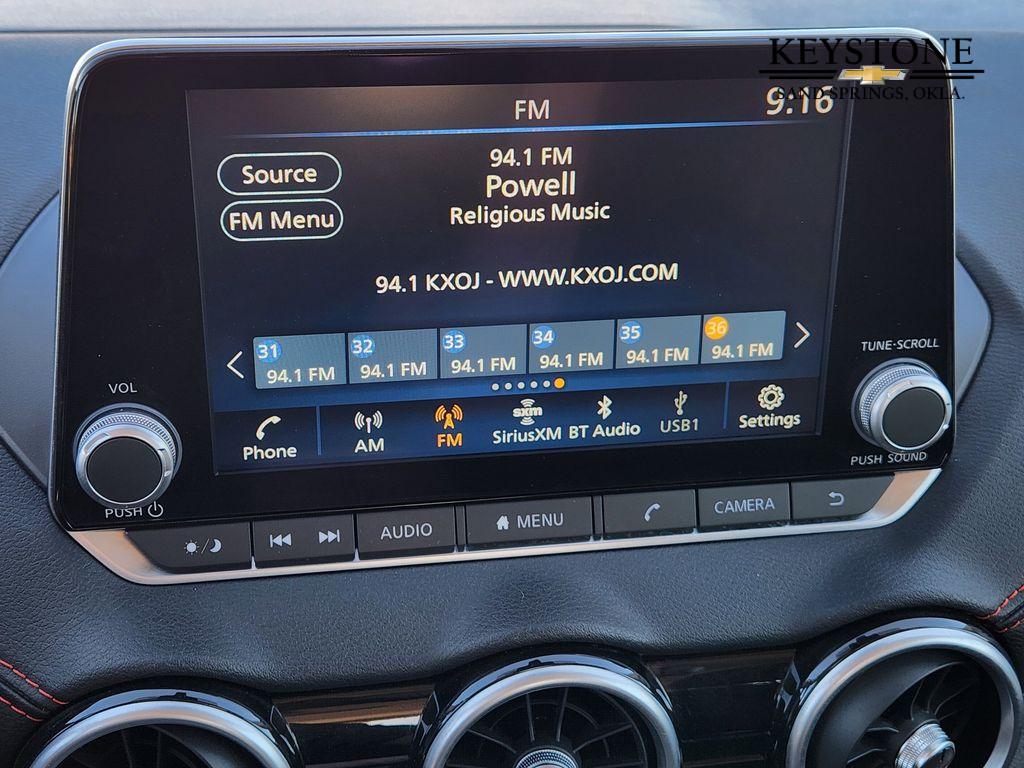 KEYSTONE
SAND SPRINGS, OKLA.
FM
9:16
Source
FM Menu
94.1 FM
Powell
Religious Music
94.1 KXOJ - WWW.KXOJ.COM
31 32 33 34 35 36
94.1 FM 94.1 FM 94.1 FM 94.1 FM 94.1 FM 94.1 FM
Phone AM FM sxm SiriusXM BT Audio USB1 Settings
VOL
PUSH
TUNE·SCROLL
PUSH SOUND
AUDIO MENU CAMERA